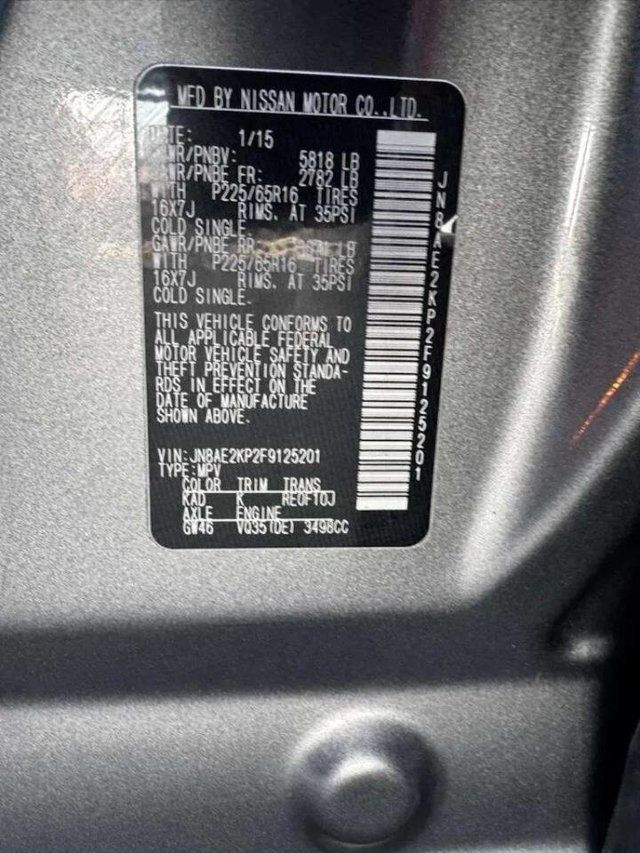 MFD BY NISSAN MOTOR CO.,LTD.
DATE: 1/15
GVWR/PNBV: 5818 LB
GAWR/PNBE FR: 2782 LB
WITH P225/65R16 TIRES
16X7J RIMS. AT 35PSI
COLD SINGLE.
GAWR/PNBE RR: LB
WITH P225/65R16 TIRES
16X7J RIMS. AT 35PSI
COLD SINGLE.
THIS VEHICLE CONFORMS TO
ALL APPLICABLE FEDERAL
MOTOR VEHICLE SAFETY AND
THEFT PREVENTION STANDA-
RDS IN EFFECT ON THE
DATE OF MANUFACTURE
SHOWN ABOVE.
VIN:JN8AE2KP2F9125201
TYPE:MPV
COLOR TRIM TRANS
KAD K RE0F10J
AXLE ENGINE
GW46 VQ35(DE) 3498CC
JN8AE2KP2F9125201